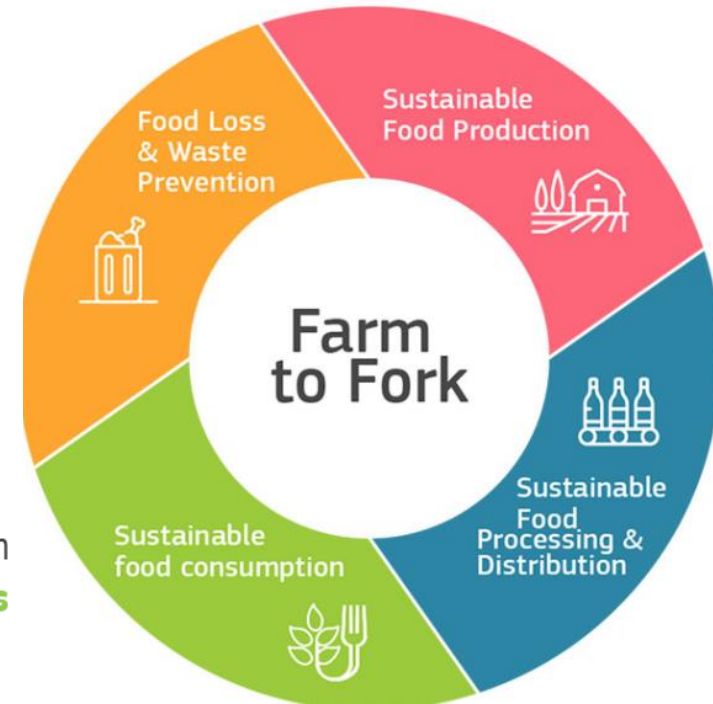 Food Loss
& Waste
Prevention
Sustainable
Food Production
Farm
to Fork
Sustainable
Food
Processing &
Distribution
Sustainable
food consumption